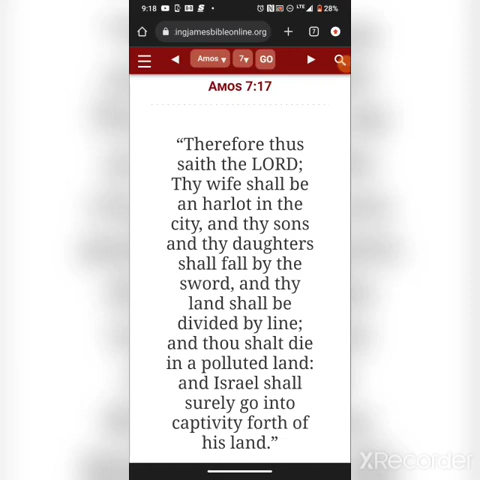 9:18 LTE 28%
ingjamesbibleonline.org 7
Amos 7 GO
AMOS 7:17
“Therefore thus
saith the LORD;
Thy wife shall be
an harlot in the
city, and thy sons
and thy daughters
shall fall by the
sword, and thy
land shall be
divided by line;
and thou shalt die
in a polluted land:
and Israel shall
surely go into
captivity forth of
his land.”
XRecorder